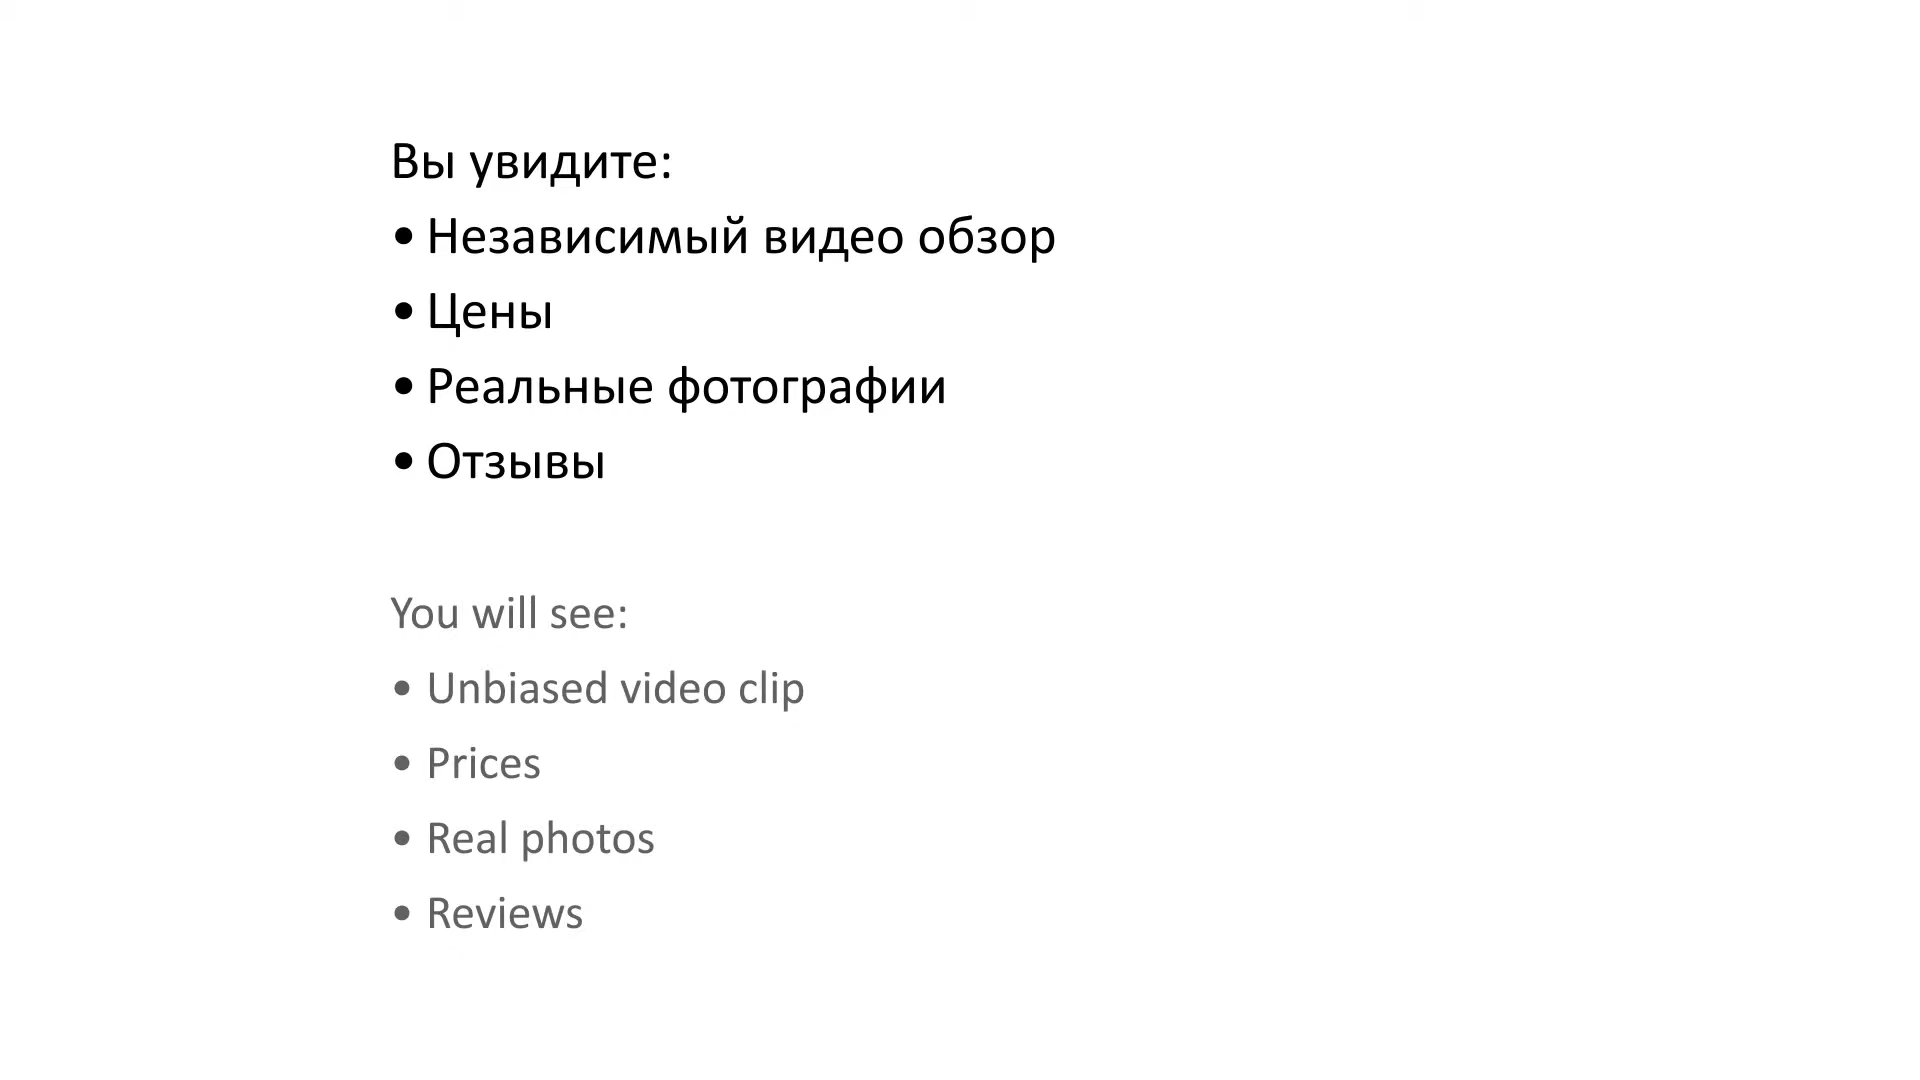 Вы увидите:
• Независимый видео обзор
• Цены
• Реальные фотографии
• Отзывы
You will see:
• Unbiased video clip
• Prices
• Real photos
• Reviews